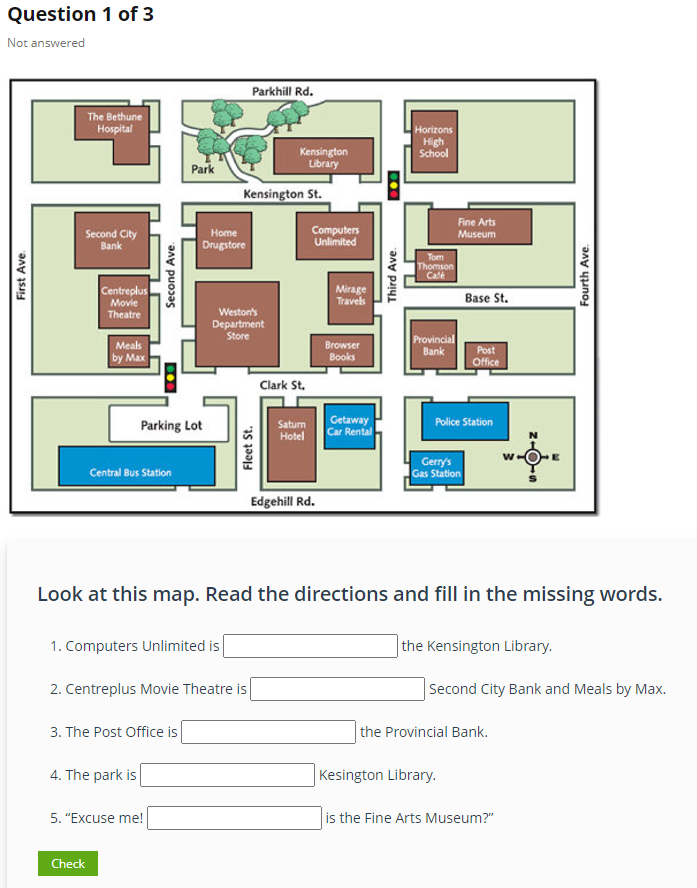 Question 1 of 3
Not answered
Parkhill Rd.
The Bethune
Hospital
Park
Kensington
Library
Horizons
High
School
Kensington St.
First Ave.
Second City
Bank
Second Ave.
Home
Drugstore
Computers
Unlimited
Third Ave.
Fine Arts
Museum
Tom
Thomson
Café
Fourth Ave.
Centreplus
Movie
Theatre
Weston's
Department
Store
Mirage
Travels
Base St.
Meals
by Max
Browser
Books
Provincial
Bank
Post
Office
Clark St.
Parking Lot
Fleet St.
Saturn
Hotel
Getaway
Car Rental
Police Station
Central Bus Station
Gerry's
Gas Station
N
W E
S
Edgehill Rd.
Look at this map. Read the directions and fill in the missing words.
1. Computers Unlimited is the Kensington Library.
2. Centreplus Movie Theatre is Second City Bank and Meals by Max.
3. The Post Office is the Provincial Bank.
4. The park is Kesington Library.
5. “Excuse me! is the Fine Arts Museum?”
Check